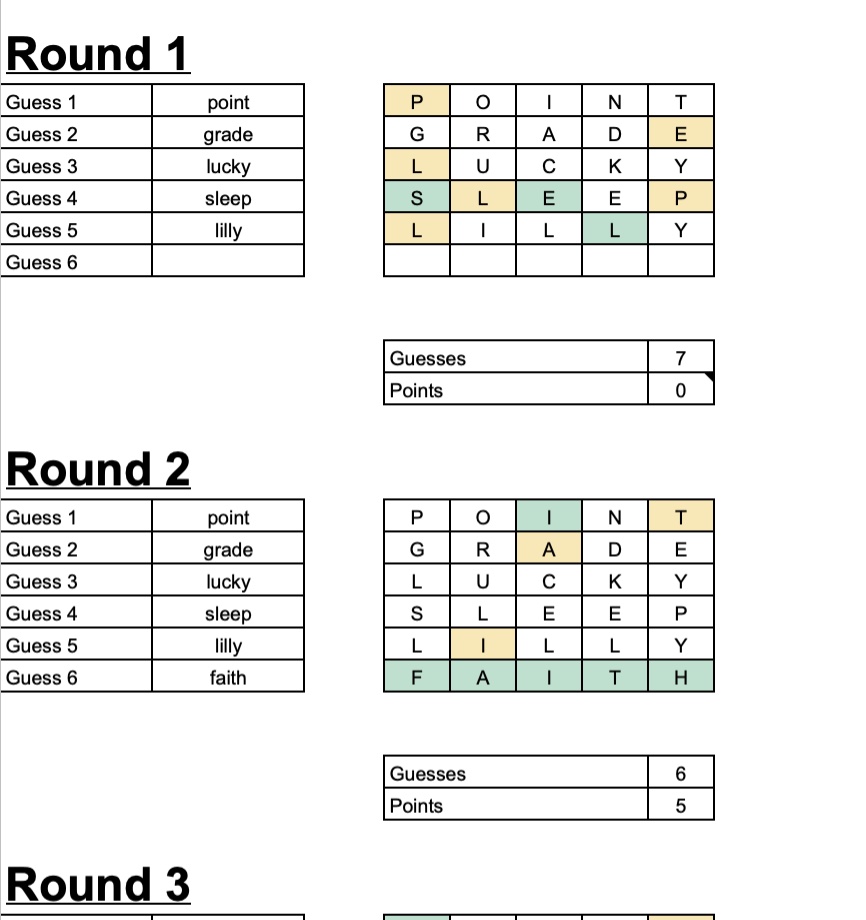 Round 1
Guess 1 point P O I N T
Guess 2 grade G R A D E
Guess 3 lucky L U C K Y
Guess 4 sleep S L E E P
Guess 5 lilly L I L L Y
Guess 6
Guesses 7
Points 0
Round 2
Guess 1 point P O I N T
Guess 2 grade G R A D E
Guess 3 lucky L U C K Y
Guess 4 sleep S L E E P
Guess 5 lilly L I L L Y
Guess 6 faith F A I T H
Guesses 6
Points 5
Round 3